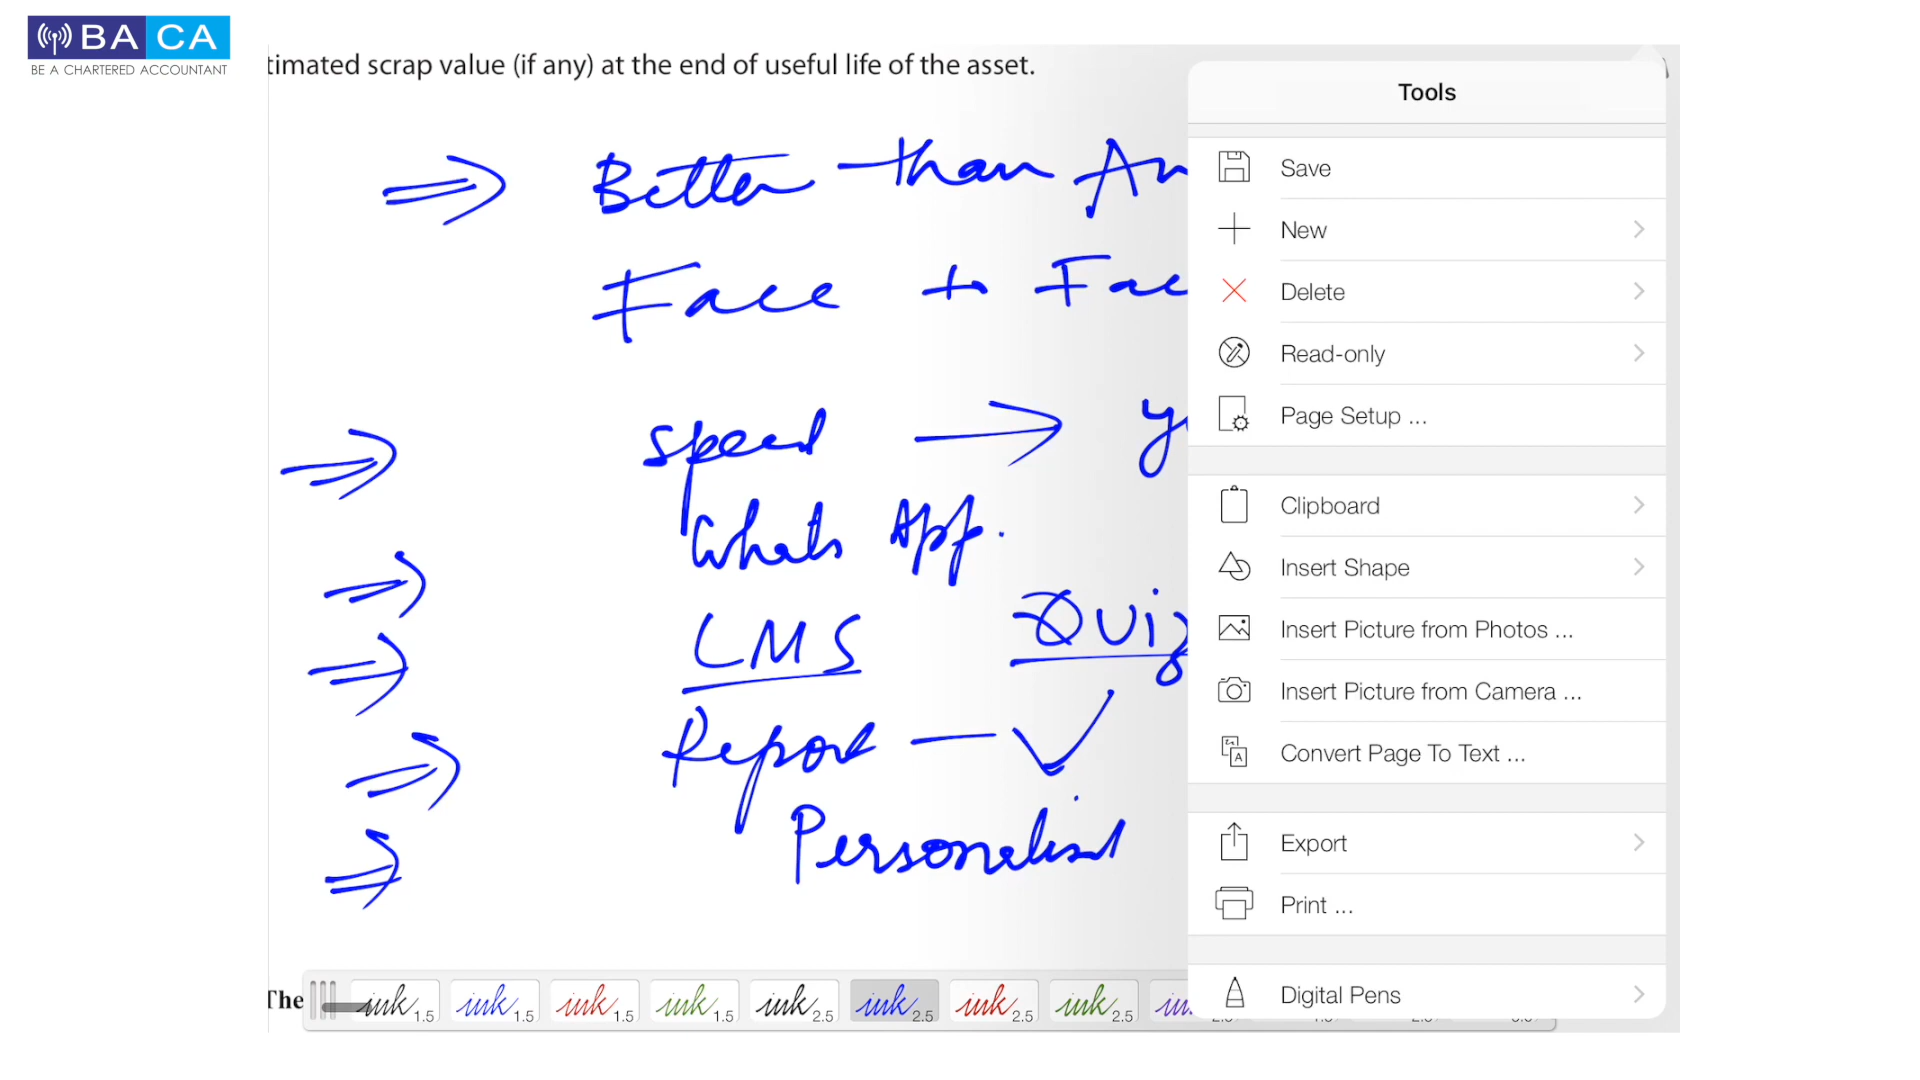 BA CA
BE A CHARTERED ACCOUNTANT
timated scrap value (if any) at the end of useful life of the asset.
Better than An
Face to Fac
speed → y
Whats App.
LMS Quiz
Report —
Personalised
The
ink 1.5 ink 1.5 ink 1.5 ink 1.5 ink 2.5 ink 2.5 ink 2.5 ink 2.5
Tools
Save
New
Delete
Read-only
Page Setup ...
Clipboard
Insert Shape
Insert Picture from Photos ...
Insert Picture from Camera ...
Convert Page To Text ...
Export
Print ...
Digital Pens